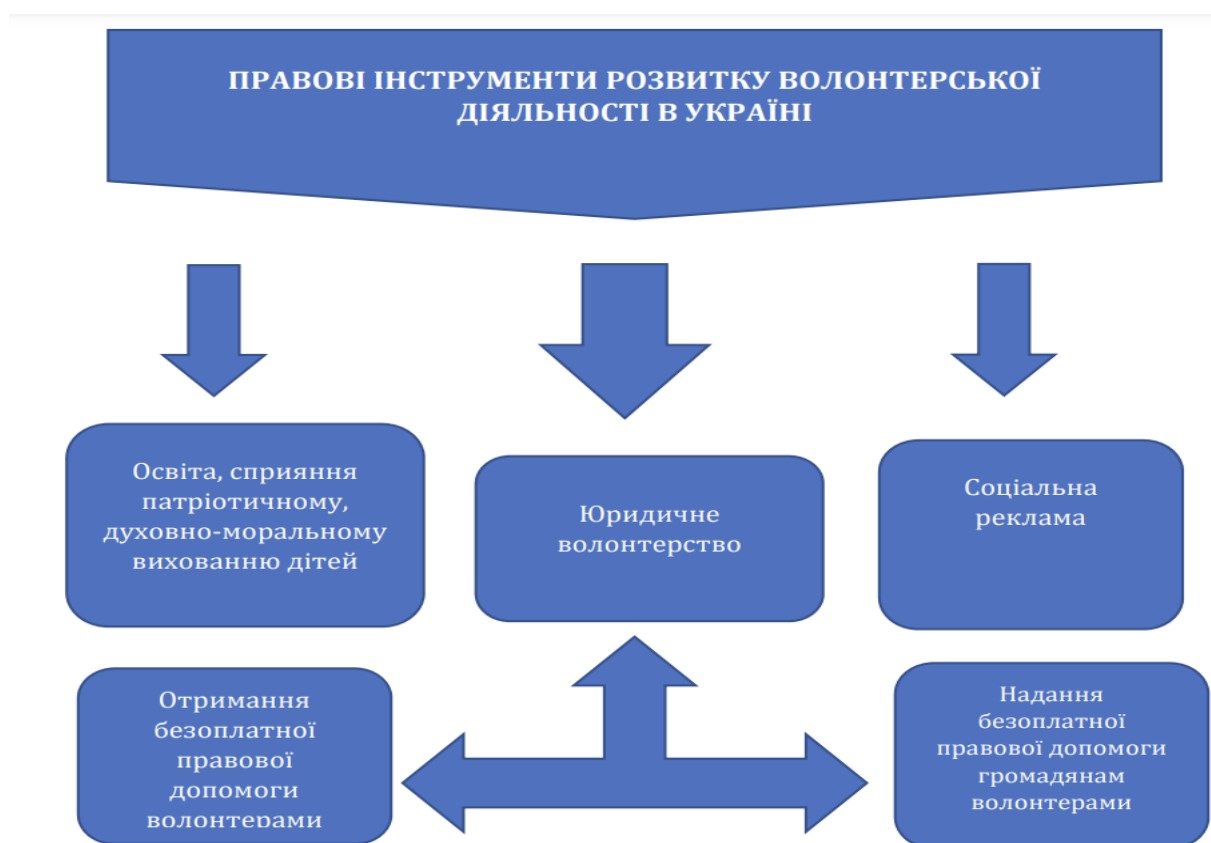 ПРАВОВІ ІНСТРУМЕНТИ РОЗВИТКУ ВОЛОНТЕРСЬКОЇ
ДІЯЛЬНОСТІ В УКРАЇНІ
Освіта, сприяння
патріотичному,
духовно-моральному
вихованню дітей
Юридичне
волонтерство
Соціальна
реклама
Отримання
безоплатної
правової
допомоги
волонтерами
Надання
безоплатної
правової допомоги
громадянам
волонтерами